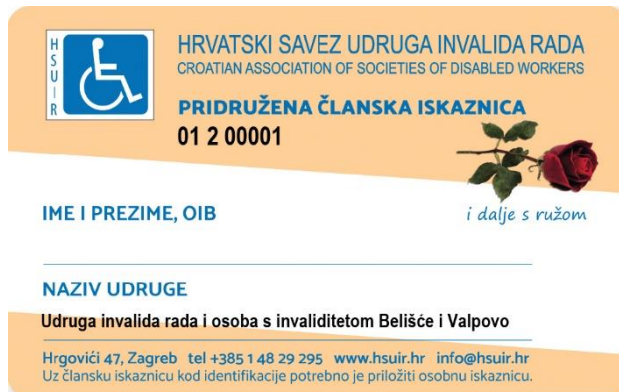 HSUIR
HRVATSKI SAVEZ UDRUGA INVALIDA RADA
CROATIAN ASSOCIATION OF SOCIETIES OF DISABLED WORKERS
PRIDRUŽENA ČLANSKA ISKAZNICA
01 2 00001
IME I PREZIME, OIB
i dalje s ružom
NAZIV UDRUGE
Udruga invalida rada i osoba s invaliditetom Belišće i Valpovo
Hrgovići 47, Zagreb tel +385 1 48 29 295 www.hsuir.hr info@hsuir.hr
Uz člansku iskaznicu kod identifikacije potrebno je priložiti osobnu iskaznicu.